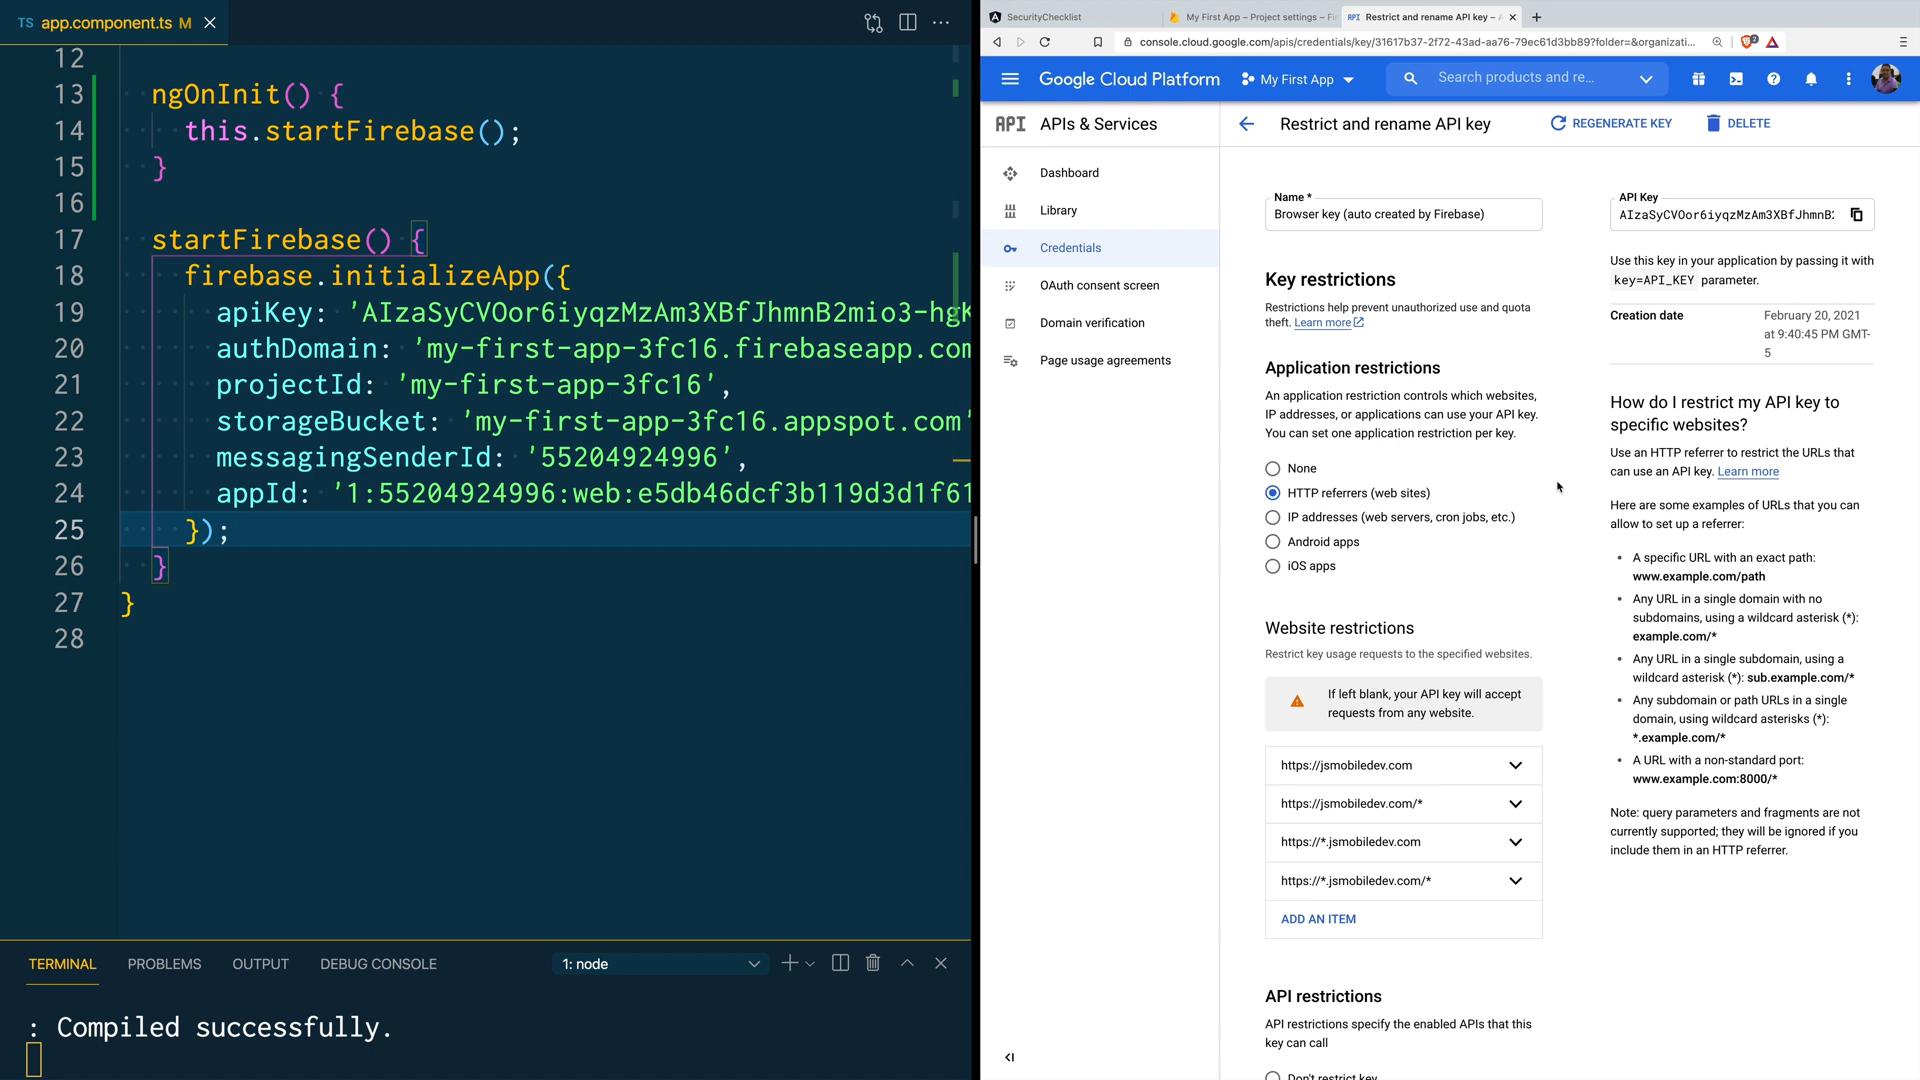 TS app.component.ts M
12
13 ngOnInit() {
14 this.startFirebase();
15 }
16
17 startFirebase() {
18 firebase.initializeApp({
19 apiKey: 'AIzaSyCVOor6iyqzMzAm3XBfJhmnB2mio3-hgK
20 authDomain: 'my-first-app-3fc16.firebaseapp.com
21 projectId: 'my-first-app-3fc16',
22 storageBucket: 'my-first-app-3fc16.appspot.com'
23 messagingSenderId: '55204924996',
24 appId: '1:55204924996:web:e5db46dcf3b119d3d1f61
25 });
26 }
27 }
28
TERMINAL PROBLEMS OUTPUT DEBUG CONSOLE 1: node
: Compiled successfully.
SecurityChecklist
My First App – Project settings – Fi
API Restrict and rename API key –
console.cloud.google.com/apis/credentials/key/31617b37-2f72-43ad-aa76-79ec61d3bb89?folder=&organizati...
2
Google Cloud Platform
My First App
Search products and re...
API APIs & Services
Restrict and rename API key
REGENERATE KEY
DELETE
Dashboard
Library
Credentials
OAuth consent screen
Domain verification
Page usage agreements
Name *
Browser key (auto created by Firebase)
Key restrictions
Restrictions help prevent unauthorized use and quota
theft. Learn more
Application restrictions
An application restriction controls which websites,
IP addresses, or applications can use your API key.
You can set one application restriction per key.
None
HTTP referrers (web sites)
IP addresses (web servers, cron jobs, etc.)
Android apps
iOS apps
Website restrictions
Restrict key usage requests to the specified websites.
If left blank, your API key will accept
requests from any website.
https://jsmobiledev.com
https://jsmobiledev.com/*
https://*.jsmobiledev.com
https://*.jsmobiledev.com/*
ADD AN ITEM
API restrictions
API restrictions specify the enabled APIs that this
key can call
Don't restrict key
API Key
AIzaSyCVOor6iyqzMzAm3XBfJhmnB2
Use this key in your application by passing it with
key=API_KEY parameter.
Creation date
February 20, 2021
at 9:40:45 PM GMT-
5
How do I restrict my API key to
specific websites?
Use an HTTP referrer to restrict the URLs that
can use an API key. Learn more
Here are some examples of URLs that you can
allow to set up a referrer:
• A specific URL with an exact path:
www.example.com/path
• Any URL in a single domain with no
subdomains, using a wildcard asterisk (*):
example.com/*
• Any URL in a single subdomain, using a
wildcard asterisk (*): sub.example.com/*
• Any subdomain or path URLs in a single
domain, using wildcard asterisks (*):
*.example.com/*
• A URL with a non-standard port:
www.example.com:8000/*
Note: query parameters and fragments are not
currently supported; they will be ignored if you
include them in an HTTP referrer.